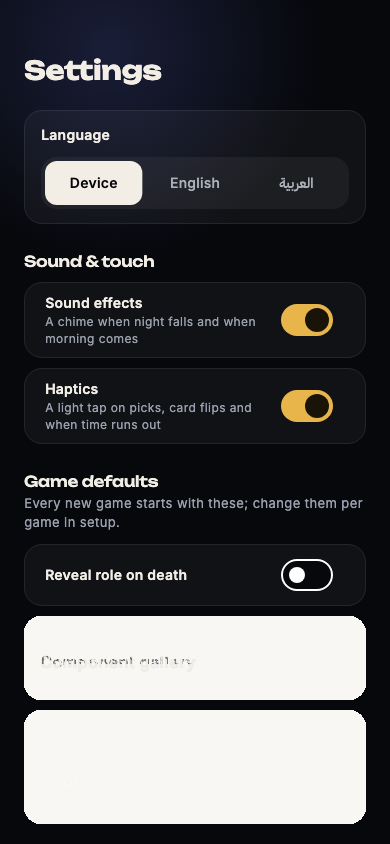 Settings
Language
Device
English
العربية
Sound & touch
Sound effects
A chime when night falls and when
morning comes
Haptics
A light tap on picks, card flips and
when time runs out
Game defaults
Every new game starts with these; change them per
game in setup.
Reveal role on death